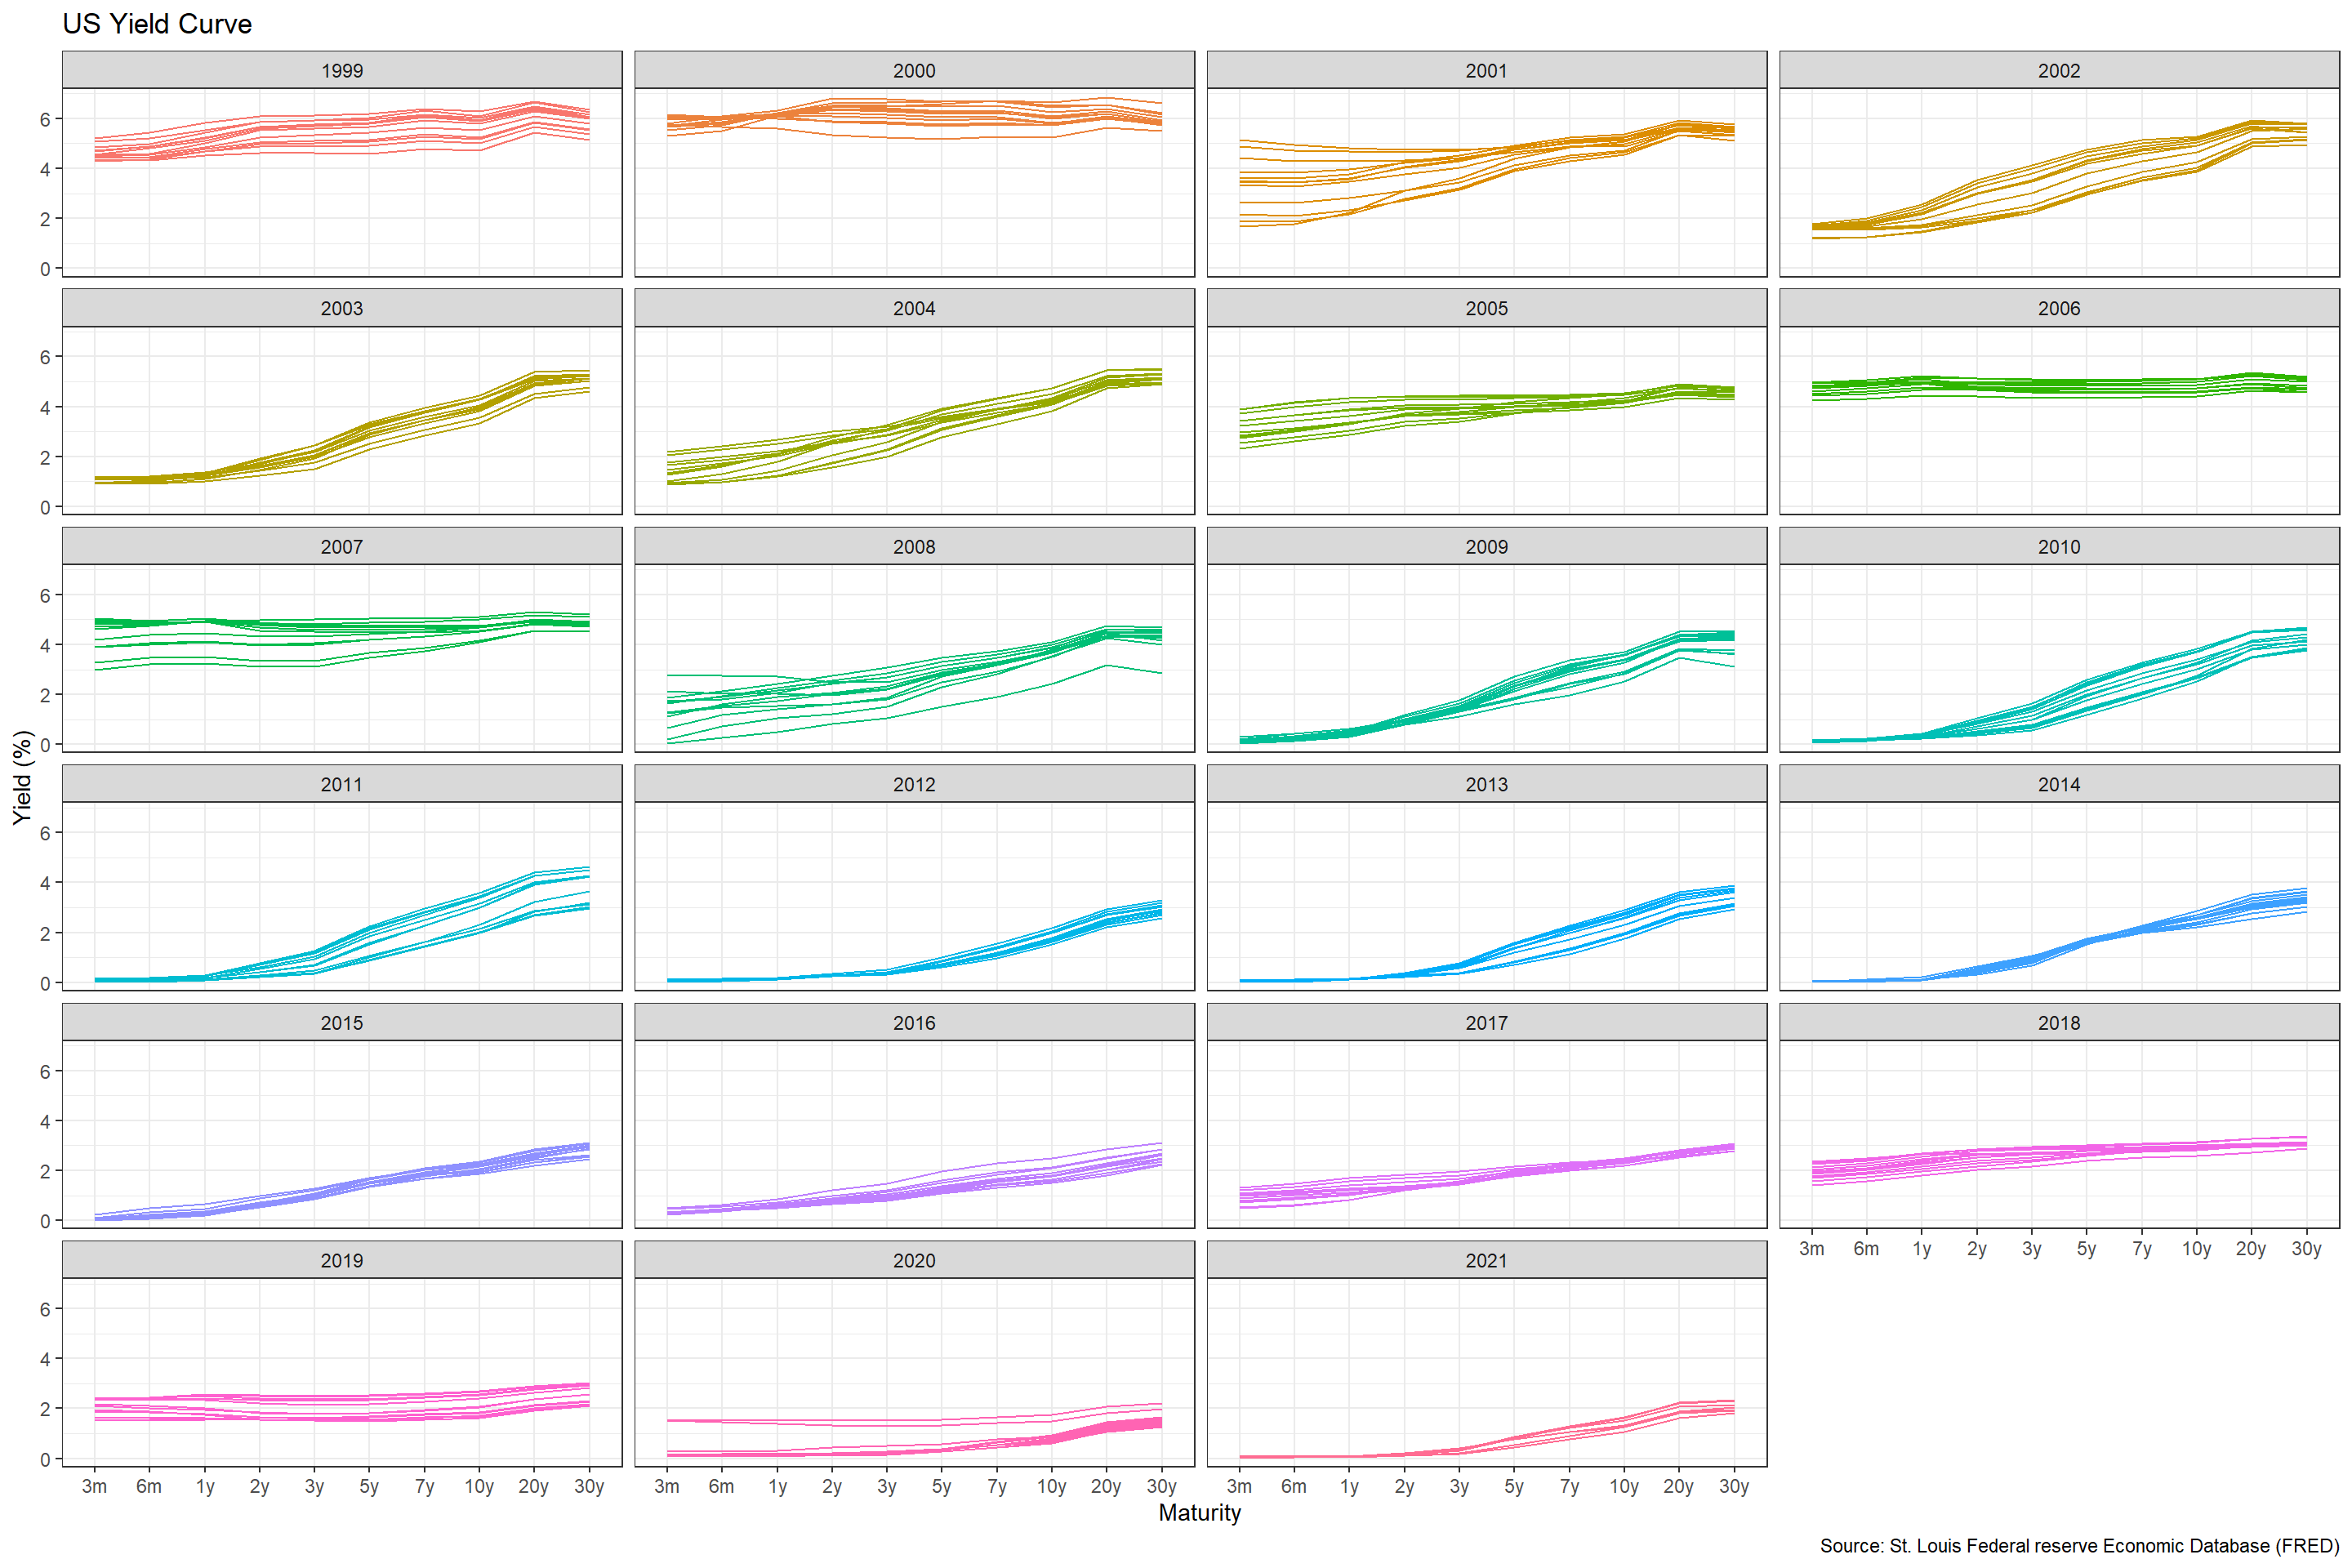 US Yield Curve
1999 2000 2001 2002
6
4
2
0
2003 2004 2005 2006
6
4
2
0
2007 2008 2009 2010
6
4
2
0
Yield (%)
2011 2012 2013 2014
6
4
2
0
2015 2016 2017 2018
6
4
2
0
3m 6m 1y 2y 3y 5y 7y 10y 20y 30y
2019 2020 2021
6
4
2
0
3m 6m 1y 2y 3y 5y 7y 10y 20y 30y 3m 6m 1y 2y 3y 5y 7y 10y 20y 30y 3m 6m 1y 2y 3y 5y 7y 10y 20y 30y
Maturity
Source: St. Louis Federal reserve Economic Database (FRED)